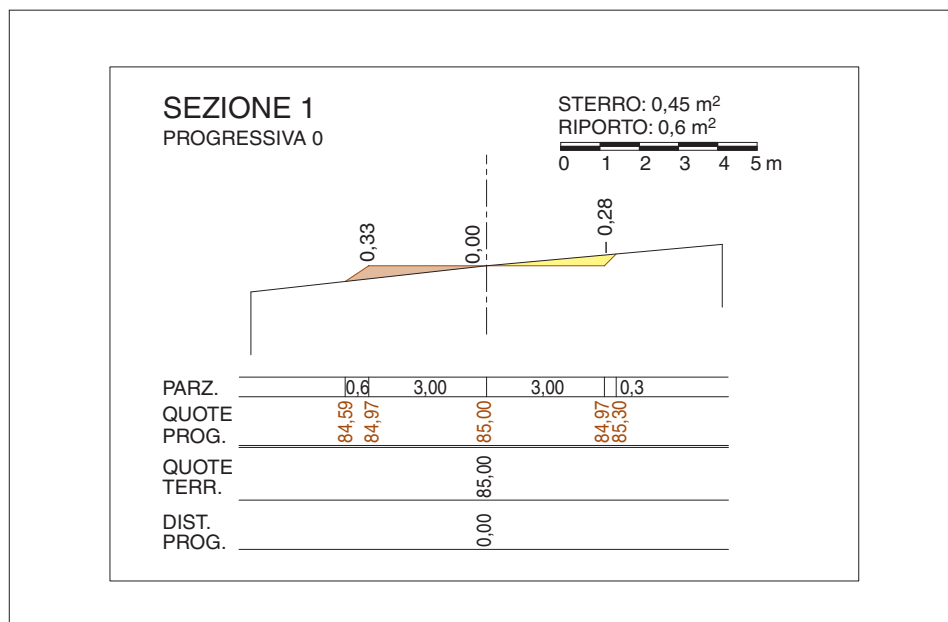 SEZIONE 1
PROGRESSIVA 0
STERRO: 0,45 m²
RIPORTO: 0,6 m²
0 1 2 3 4 5 m
0,33
0,00
0,28
PARZ. 0,6 3,00 3,00 0,3
QUOTE PROG. 84,59 84,97 85,00 84,97 85,30
QUOTE TERR. 85,00
DIST. PROG. 0,00